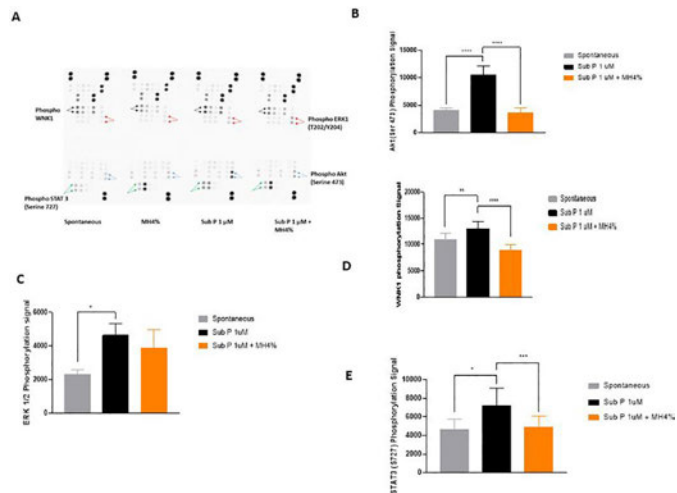 A
Phospho
WNK1
Phospho ERK1
(T202/Y204)
Phospho STAT 3
(Serine 727)
Phospho Akt
(Serine 473)
Spontaneous
MH4%
Sub P 1 µM
Sub P 1 µM +
MH4%
B
Akt(Ser 473) Phosphorylation Signal
15000
10000
5000
0
****
****
Spontaneous
Sub P 1 uM
Sub P 1 uM + MH4%
D
WNK1 phosphorylation Signal
20000
15000
10000
5000
0
**
****
Spontaneous
Sub P 1 uM
Sub P 1 uM + MH4%
C
ERK 1/2 Phosphorylation signal
6000
4000
2000
0
*
Spontaneous
Sub P 1uM
Sub P 1uM + MH4%
E
STAT3 (S727) Phosphorylation Signal
10000
8000
6000
4000
2000
0
*
***
Spontaneous
Sub P 1uM
Sub P 1uM + MH4%